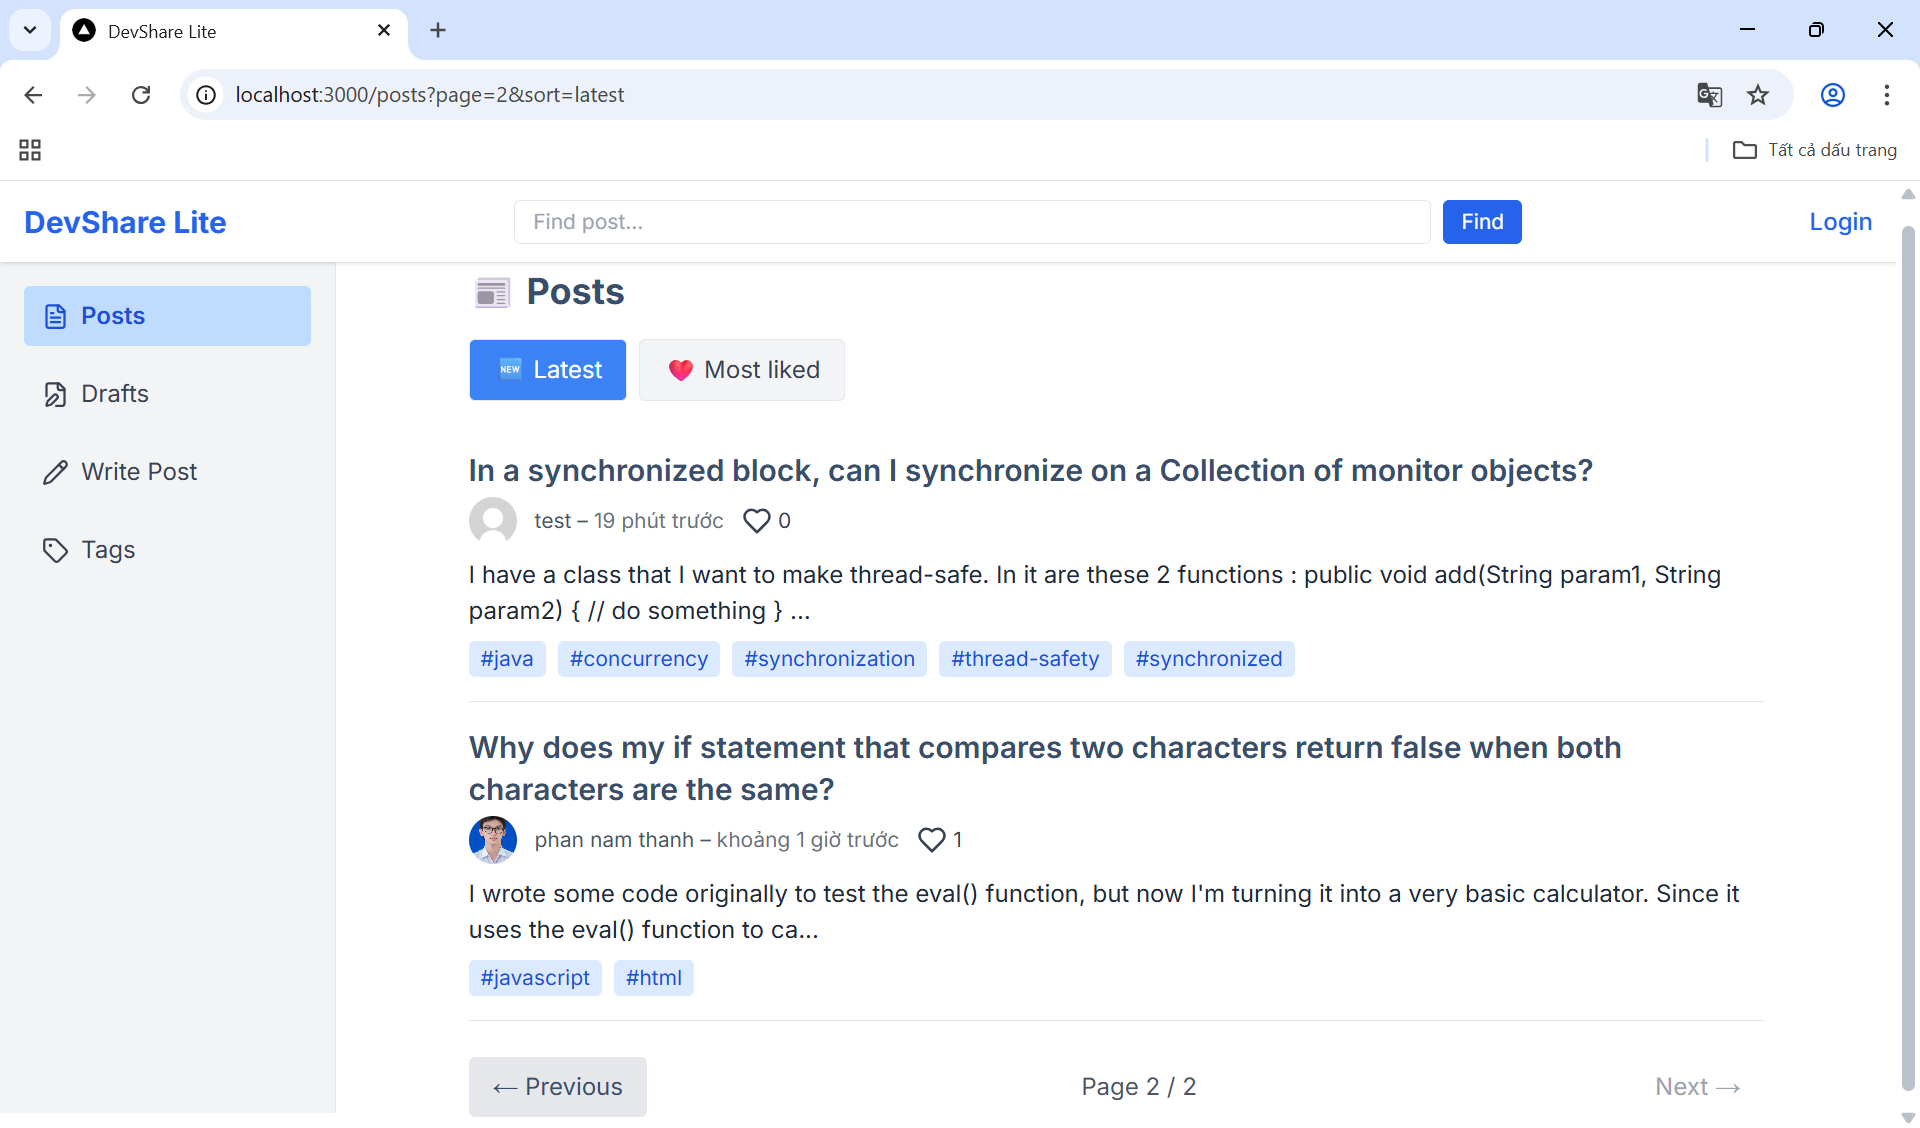 DevShare Lite
localhost:3000/posts?page=2&sort=latest
Tất cả dấu trang
DevShare Lite
Find post...
Find
Login
Posts
Drafts
Write Post
Tags
Posts
NEW Latest
Most liked
In a synchronized block, can I synchronize on a Collection of monitor objects?
test – 19 phút trước 0
I have a class that I want to make thread-safe. In it are these 2 functions : public void add(String param1, String
param2) { // do something } ...
#java #concurrency #synchronization #thread-safety #synchronized
Why does my if statement that compares two characters return false when both
characters are the same?
phan nam thanh – khoảng 1 giờ trước 1
I wrote some code originally to test the eval() function, but now I'm turning it into a very basic calculator. Since it
uses the eval() function to ca...
#javascript #html
← Previous
Page 2 / 2
Next →